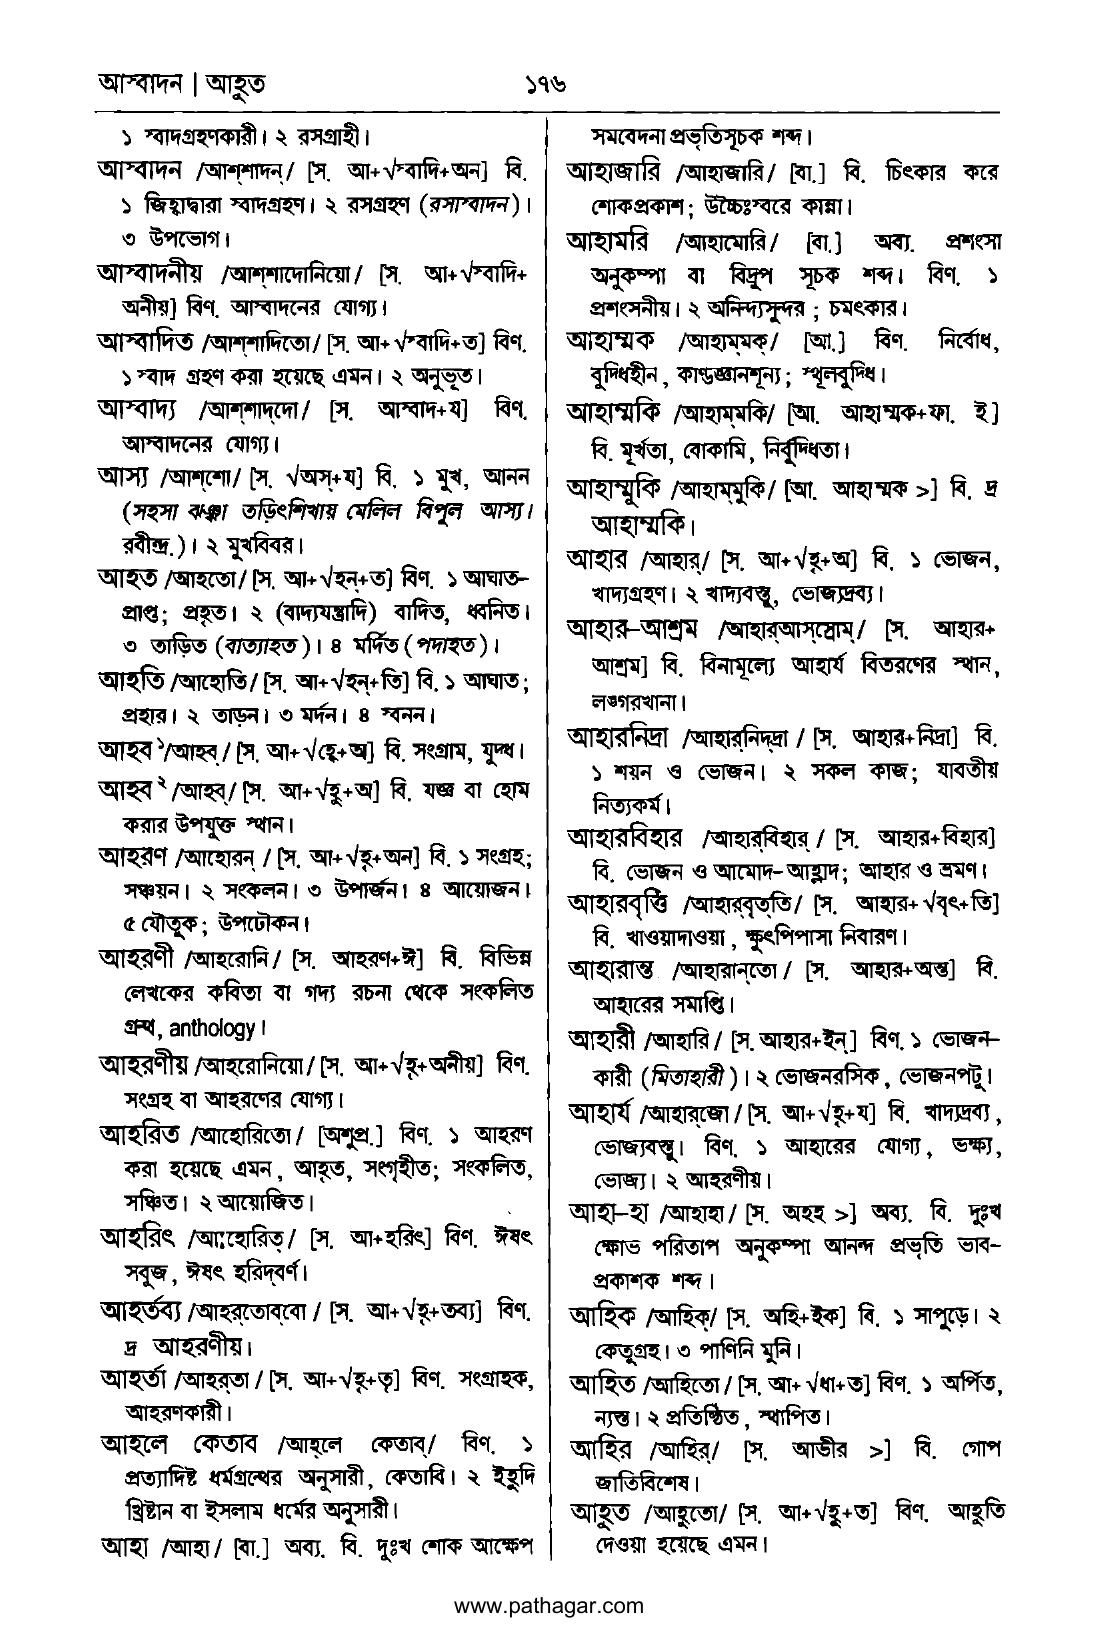 আস্বাদন | আহূত
১৭৬
১ স্বাদগ্রহণকারী। ২ রসগ্রাহী।
আস্বাদন /আশ্‌শাদন্‌/ [স. আ+√স্বাদি+অন] বি.
১ জিহ্বাদ্বারা স্বাদগ্রহণ। ২ রসগ্রহণ (রসাস্বাদন)।
৩ উপভোগ।
আস্বাদনীয় /আশ্‌শাদোনিয়ো/ [স. আ+√স্বাদি+
অনীয়] বিণ. আস্বাদনের যোগ্য।
আস্বাদিত /আশ্‌শাদিতো/ [স. আ+√স্বাদি+ত] বিণ.
১ স্বাদ গ্রহণ করা হয়েছে এমন। ২ অনুভূত।
আস্বাদ্য /আশ্‌শাদ্‌দো/ [স. আস্বাদ+য] বিণ.
আস্বাদনের যোগ্য।
আস্য /আশ্‌শো/ [স. √অস্‌+য] বি. ১ মুখ, আনন
(সহসা ঝঞ্ঝা তড়িৎশিখায় মেলিল বিপুল আস্য।
রবীন্দ্র.)। ২ মুখবিবর।
আহত /আহতো/ [স. আ+√হন্‌+ত] বিণ. ১ আঘাত-
প্রাপ্ত; প্রহৃত। ২ (বাদ্যযন্ত্রাদি) বাদিত, ধ্বনিত।
৩ তাড়িত (বাত্যাহত)। ৪ মর্দিত (পদাহত)।
আহতি /আহোতি/ [স. আ+√হন্‌+তি] বি. ১ আঘাত;
প্রহার। ২ তাড়ন। ৩ মর্দন। ৪ স্বনন।
আহব১ /আহব্‌/ [স. আ+√হ্বে+অ] বি. সংগ্রাম, যুদ্ধ।
আহব২ /আহব্‌/ [স. আ+√হু+অ] বি. যজ্ঞ বা হোম
করার উপযুক্ত স্থান।
আহরণ /আহোরন্‌/ [স. আ+√হৃ+অন] বি. ১ সংগ্রহ;
সঞ্চয়ন। ২ সংকলন। ৩ উপার্জন। ৪ আয়োজন।
৫ যৌতুক; উপঢৌকন।
আহরণী /আহরোনি/ [স. আহরণ+ঈ] বি. বিভিন্ন
লেখকের কবিতা বা গদ্য রচনা থেকে সংকলিত
গ্রন্থ, anthology।
আহরণীয় /আহরোনিয়ো/ [স. আ+√হৃ+অনীয়] বিণ.
সংগ্রহ বা আহরণের যোগ্য।
আহরিত /আহোরিতো/ [অশুপ্র.] বিণ. ১ আহরণ
করা হয়েছে এমন, আহৃত, সংগৃহীত; সংকলিত,
সঞ্চিত। ২ আয়োজিত।
আহরিৎ /আহোরিত্‌/ [স. আ+হরিৎ] বিণ. ঈষৎ
সবুজ, ঈষৎ হরিদ্‌বর্ণ।
আহর্তব্য /আহর্‌তোব্‌বো/ [স. আ+√হৃ+তব্য] বিণ.
দ্র আহরণীয়।
আহর্তা /আহর্‌তা/ [স. আ+√হৃ+তৃ] বিণ. সংগ্রাহক,
আহরণকারী।
আহলে কেতাব /আহ্‌লে কেতাব্‌/ বিণ. ১
প্রত্যাদিষ্ট ধর্মগ্রন্থের অনুসারী, কেতাবি। ২ ইহুদি
খ্রিষ্টান বা ইসলাম ধর্মের অনুসারী।
আহা /আহা/ [বা.] অব্য. বি. দুঃখ শোক আক্ষেপ
সমবেদনা প্রভৃতিসূচক শব্দ।
আহাজারি /আহাজারি/ [বা.] বি. চিৎকার করে
শোকপ্রকাশ; উচ্চৈঃস্বরে কান্না।
আহামরি /আহামোরি/ [বা.] অব্য. প্রশংসা
অনুকম্পা বা বিদ্রূপ সূচক শব্দ। বিণ. ১
প্রশংসনীয়। ২ অনিন্দ্যসুন্দর; চমৎকার।
আহাম্মক /আহাম্‌মক্‌/ [আ.] বিণ. নির্বোধ,
বুদ্ধিহীন, কাণ্ডজ্ঞানশূন্য; স্থূলবুদ্ধি।
আহাম্মকি /আহাম্‌মকি/ [আ. আহাম্মক+ফা. ই]
বি. মূর্খতা, বোকামি, নির্বুদ্ধিতা।
আহাম্মুকি /আহাম্‌মুকি/ [আ. আহাম্মক >] বি. দ্র
আহাম্মকি।
আহার /আহার্‌/ [স. আ+√হৃ+অ] বি. ১ ভোজন,
খাদ্যগ্রহণ। ২ খাদ্যবস্তু, ভোজ্যদ্রব্য।
আহার-আশ্রম /আহার্‌আস্‌স্রোম্‌/ [স. আহার+
আশ্রম] বি. বিনামূল্যে আহার্য বিতরণের স্থান,
লঙ্গরখানা।
আহারনিদ্রা /আহার্‌নিদ্‌দ্রা/ [স. আহার+নিদ্রা] বি.
১ শয়ন ও ভোজন। ২ সকল কাজ; যাবতীয়
নিত্যকর্ম।
আহারবিহার /আহার্‌বিহার্‌/ [স. আহার+বিহার]
বি. ভোজন ও আমোদ-আহ্লাদ; আহার ও ভ্রমণ।
আহারবৃত্তি /আহার্‌বৃত্‌তি/ [স. আহার+√বৃৎ+তি]
বি. খাওয়াদাওয়া, ক্ষুৎপিপাসা নিবারণ।
আহারান্ত /আহারান্‌তো/ [স. আহার+অন্ত] বি.
আহারের সমাপ্তি।
আহারী /আহারি/ [স. আহার+ইন্‌] বিণ. ১ ভোজন-
কারী (মিতাহারী)। ২ ভোজনরসিক, ভোজনপটু।
আহার্য /আহার্‌জো/ [স. আ+√হৃ+য] বি. খাদ্যদ্রব্য,
ভোজ্যবস্তু। বিণ. ১ আহারের যোগ্য, ভক্ষ্য,
ভোজ্য। ২ আহরণীয়।
আহা-হা /আহাহা/ [স. অহহ >] অব্য. বি. দুঃখ
ক্ষোভ পরিতাপ অনুকম্পা আনন্দ প্রভৃতি ভাব-
প্রকাশক শব্দ।
আহিক /আহিক্‌/ [স. অহি+ইক] বি. ১ সাপুড়ে। ২
কেতুগ্রহ। ৩ পাণিনি মুনি।
আহিত /আহিতো/ [স. আ+√ধা+ত] বিণ. ১ অর্পিত,
ন্যস্ত। ২ প্রতিষ্ঠিত, স্থাপিত।
আহির /আহির্‌/ [স. আভীর >] বি. গোপ
জাতিবিশেষ।
আহুত /আহুতো/ [স. আ+√হু+ত] বিণ. আহুতি
দেওয়া হয়েছে এমন।
www.pathagar.com